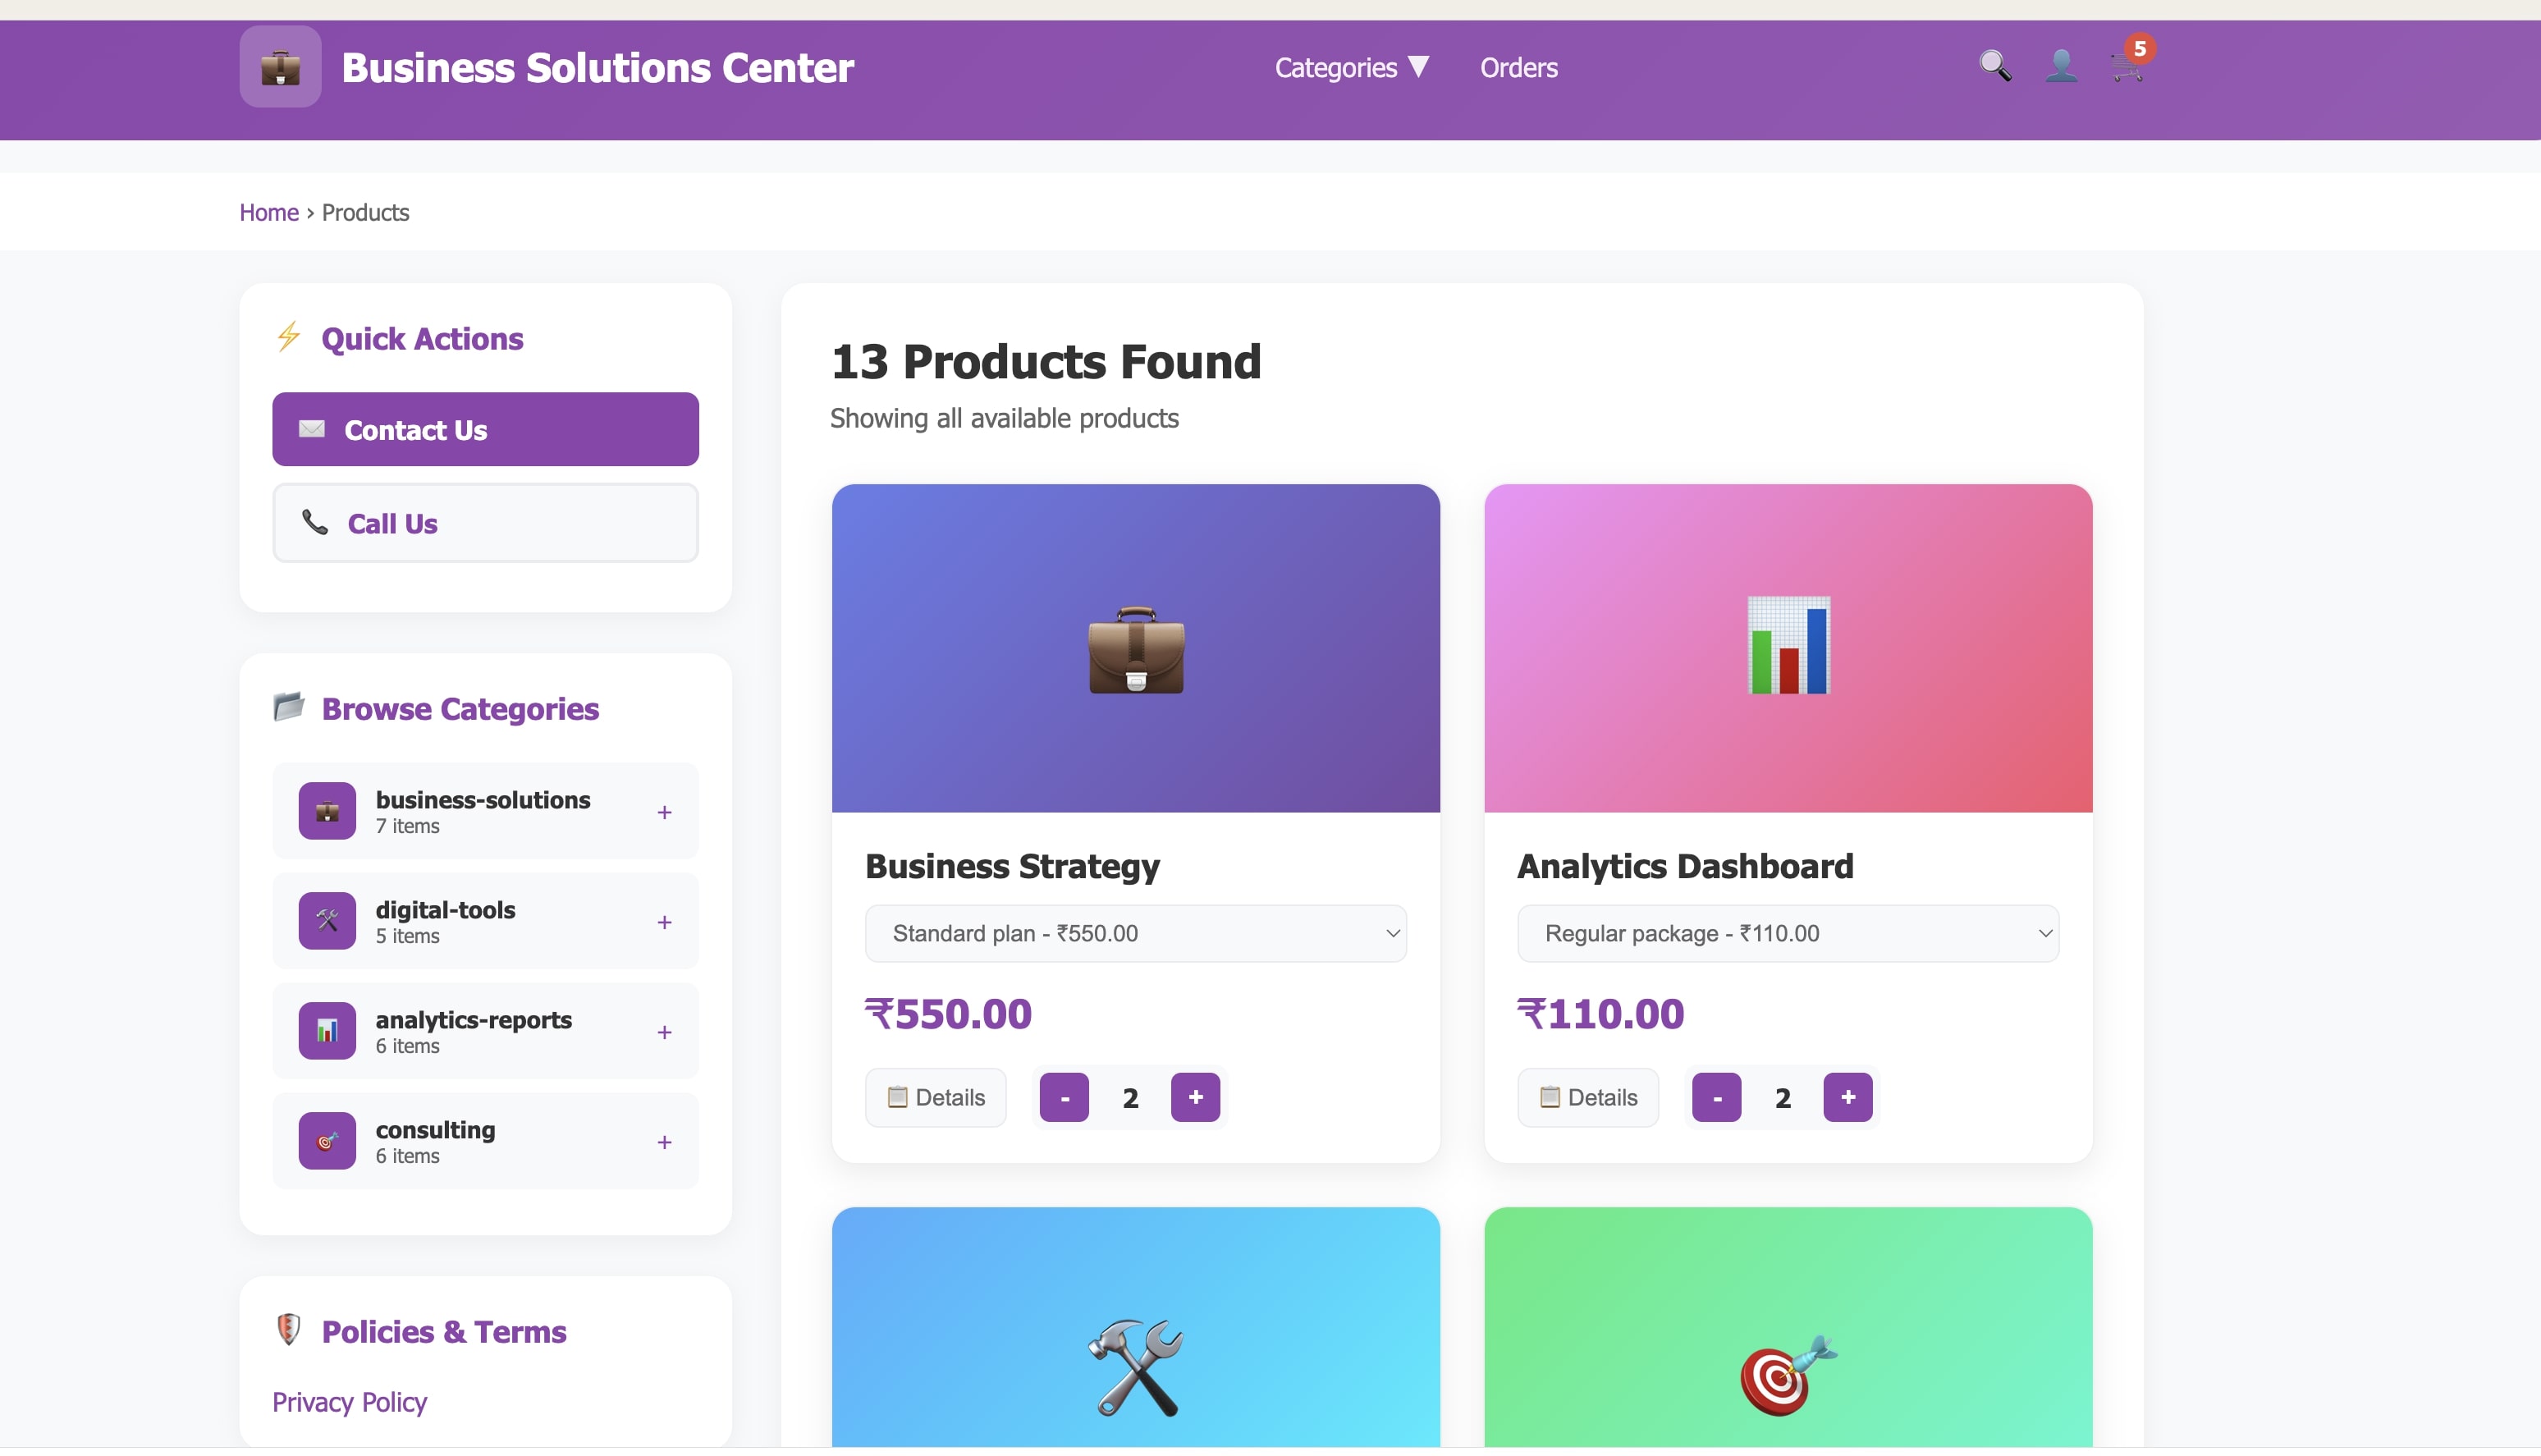 Business Solutions Center
Categories ▼
Orders
5
Home › Products
Quick Actions
Contact Us
Call Us
Browse Categories
business-solutions
7 items
+
digital-tools
5 items
+
analytics-reports
6 items
+
consulting
6 items
+
Policies & Terms
Privacy Policy
13 Products Found
Showing all available products
Business Strategy
Standard plan - ₹550.00
₹550.00
Details - 2 +
Analytics Dashboard
Regular package - ₹110.00
₹110.00
Details - 2 +